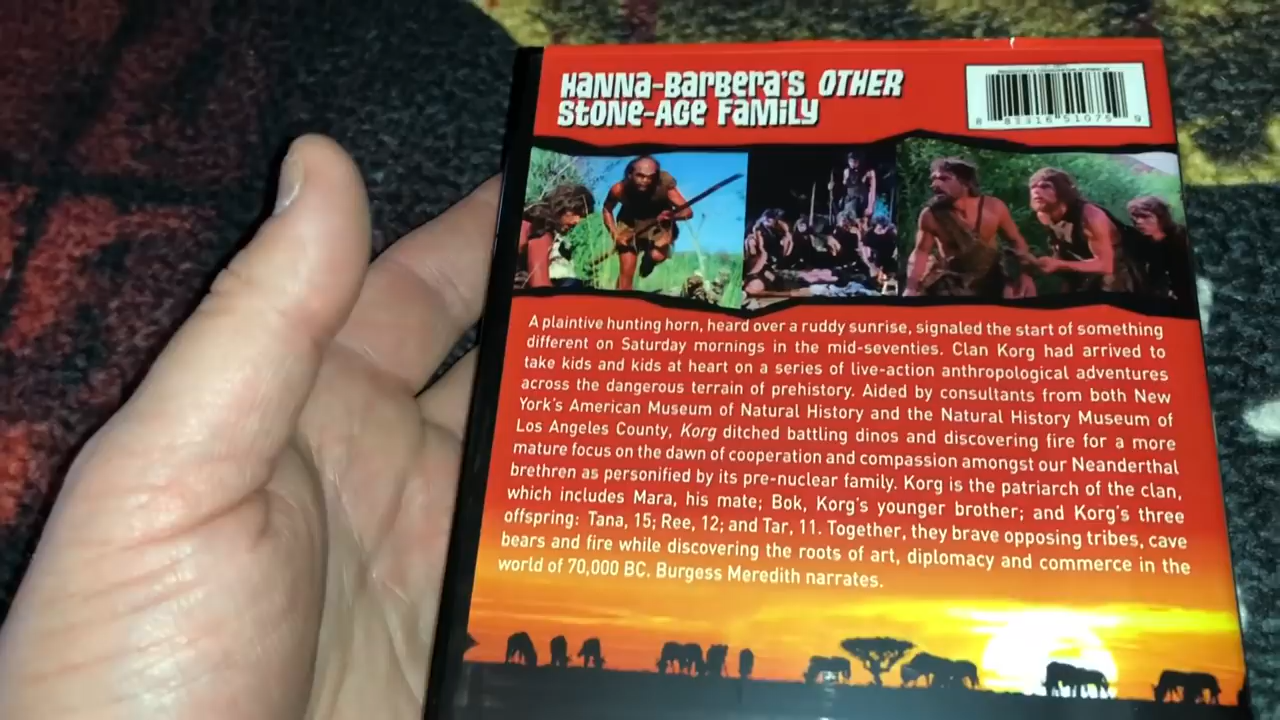 HANNA-BARBERA'S OTHER
STONE-AGE FAMILY
8 83316 51075 9
A plaintive hunting horn, heard over a ruddy sunrise, signaled the start of something
different on Saturday mornings in the mid-seventies. Clan Korg had arrived to
take kids and kids at heart on a series of live-action anthropological adventures
across the dangerous terrain of prehistory. Aided by consultants from both New
York's American Museum of Natural History and the Natural History Museum of
Los Angeles County, Korg ditched battling dinos and discovering fire for a more
mature focus on the dawn of cooperation and compassion amongst our Neanderthal
brethren as personified by its pre-nuclear family. Korg is the patriarch of the clan,
which includes Mara, his mate; Bok, Korg's younger brother; and Korg's three
offspring: Tana, 15; Ree, 12; and Tar, 11. Together, they brave opposing tribes, cave
bears and fire while discovering the roots of art, diplomacy and commerce in the
world of 70,000 BC. Burgess Meredith narrates.